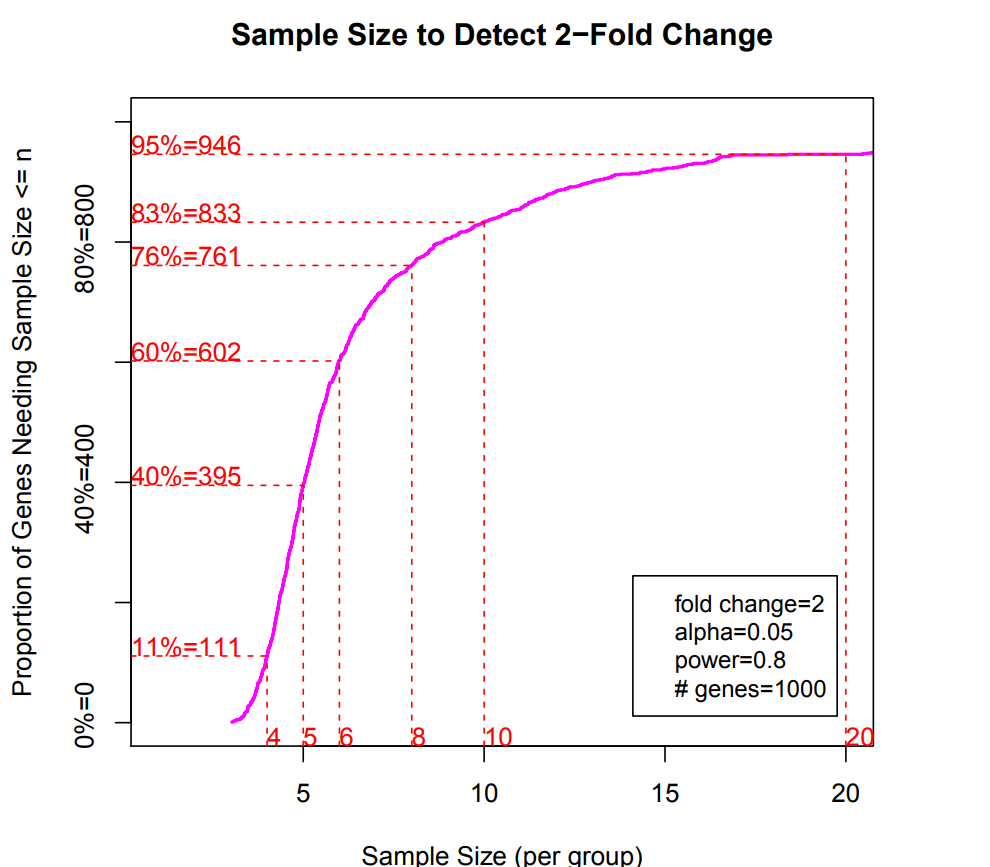 Sample Size to Detect 2−Fold Change
Proportion of Genes Needing Sample Size <= n
80%=800
40%=400
0%=0
95%=946
83%=833
76%=761
60%=602
40%=395
11%=111
fold change=2
alpha=0.05
power=0.8
# genes=1000
4 5 6 8 10 20
5 10 15 20
Sample Size (per group)